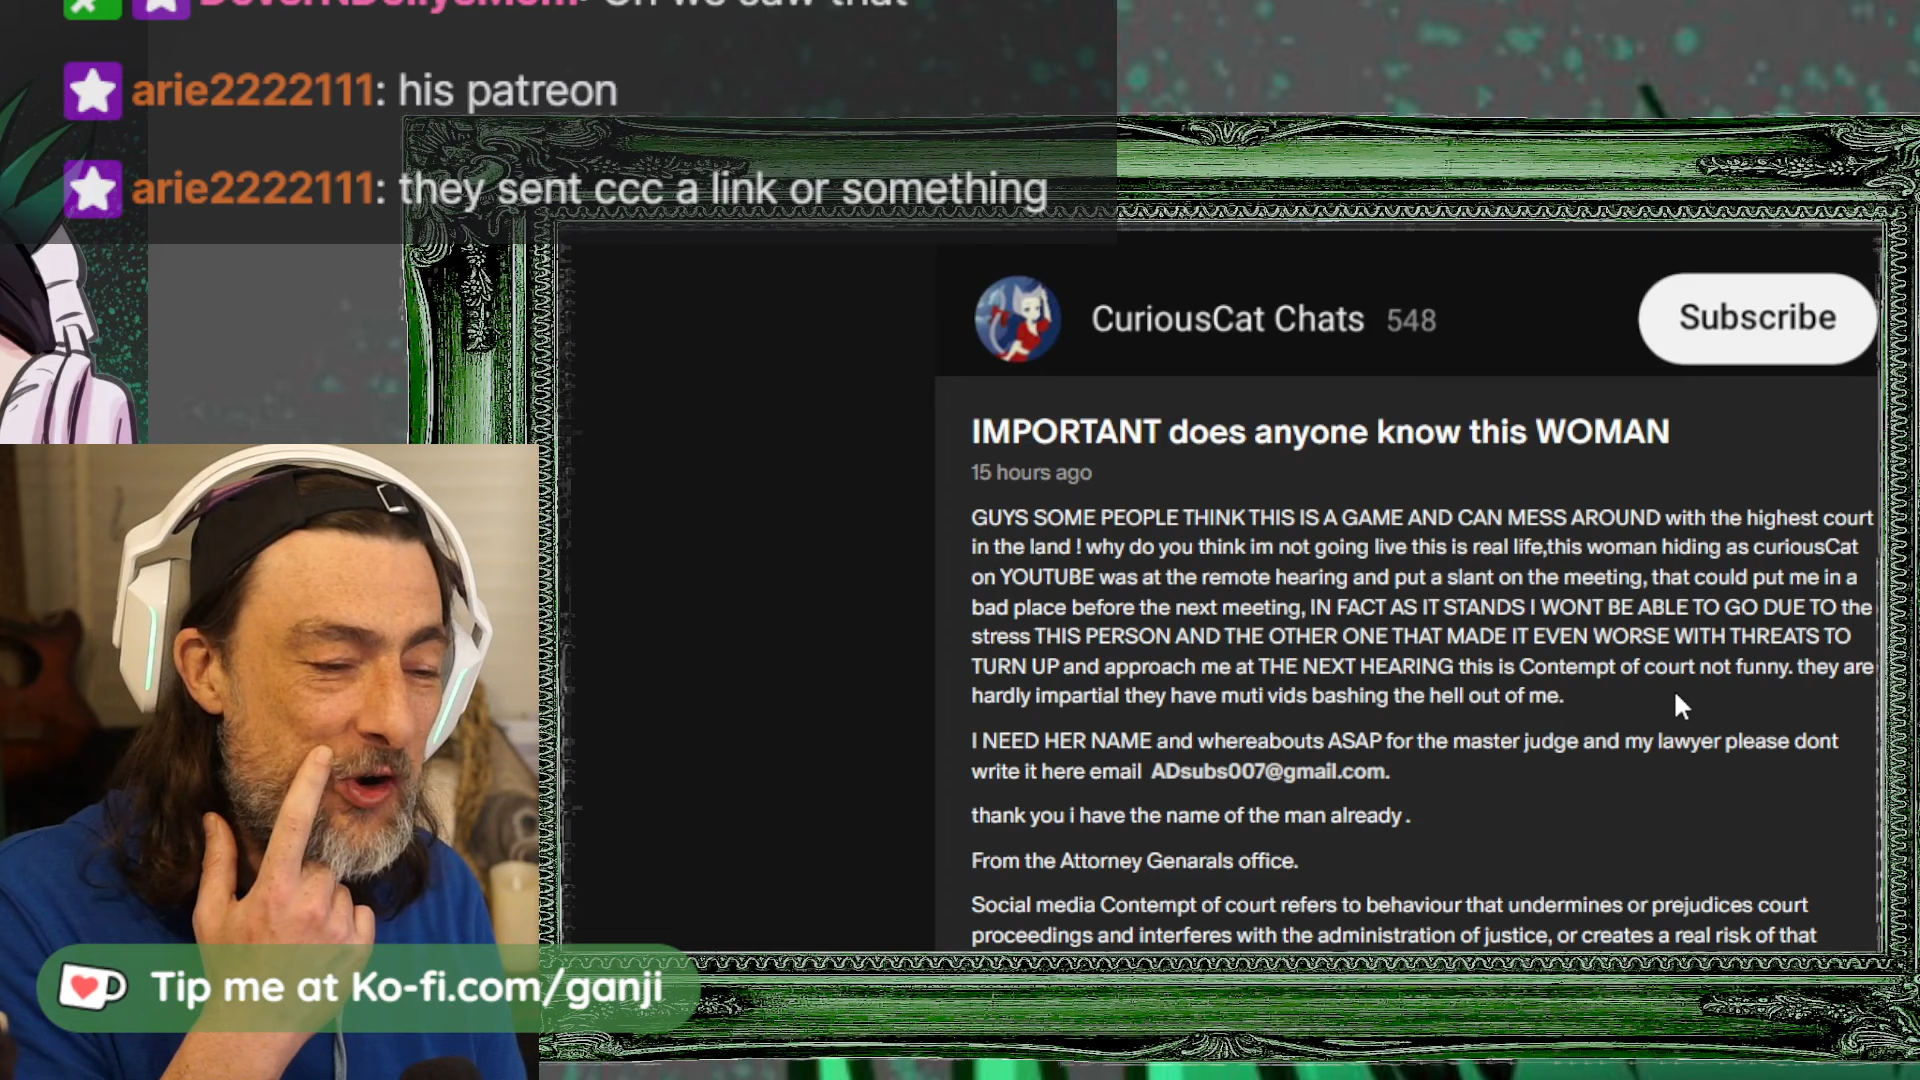 Oh we saw that
arie2222111: his patreon
arie2222111: they sent ccc a link or something
CuriousCat Chats 548
Subscribe
IMPORTANT does anyone know this WOMAN
15 hours ago
GUYS SOME PEOPLE THINK THIS IS A GAME AND CAN MESS AROUND with the highest court
in the land ! why do you think im not going live this is real life,this woman hiding as curiousCat
on YOUTUBE was at the remote hearing and put a slant on the meeting, that could put me in a
bad place before the next meeting, IN FACT AS IT STANDS I WONT BE ABLE TO GO DUE TO the
stress THIS PERSON AND THE OTHER ONE THAT MADE IT EVEN WORSE WITH THREATS TO
TURN UP and approach me at THE NEXT HEARING this is Contempt of court not funny. they are
hardly impartial they have muti vids bashing the hell out of me.
I NEED HER NAME and whereabouts ASAP for the master judge and my lawyer please dont
write it here email ADsubs007@gmail.com.
thank you i have the name of the man already .
From the Attorney Genarals office.
Social media Contempt of court refers to behaviour that undermines or prejudices court
proceedings and interferes with the administration of justice, or creates a real risk of that
Tip me at Ko-fi.com/ganji